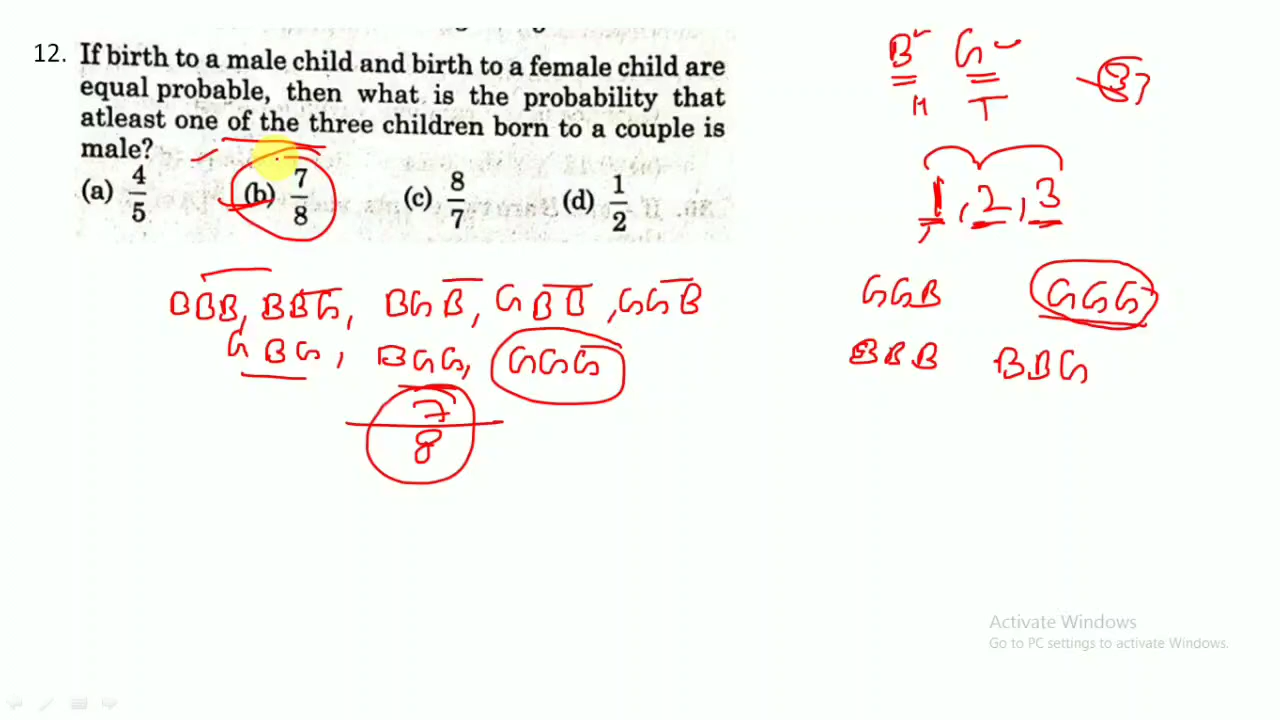 12. If birth to a male child and birth to a female child are
equal probable, then what is the probability that
atleast one of the three children born to a couple is
male?
(a) 4/5 (b) 7/8 (c) 8/7 (d) 1/2
B G
H T
1, 2, 3
BBB, BBG, BGB, GBB, GGB
GBG, BGG, GGG
7/8
GGB GGG
BBB BBG
Activate Windows
Go to PC settings to activate Windows.